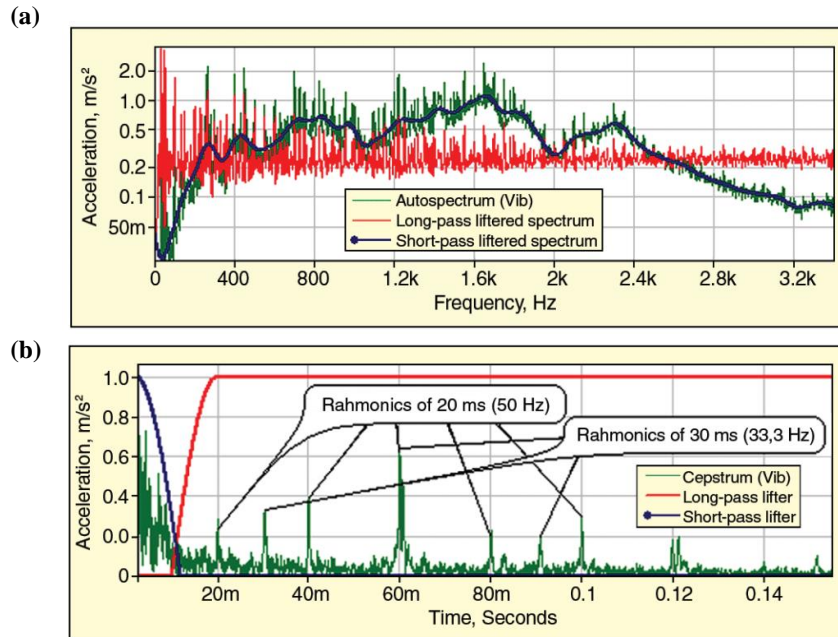 (a)
Acceleration, m/s²
2.0
1.0
0.5
0.2
0.1
50m
Autospectrum (Vib)
Long-pass liftered spectrum
Short-pass liftered spectrum
0 400 800 1.2k 1.6k 2.0k 2.4k 2.8k 3.2k
Frequency, Hz
(b)
Acceleration, m/s²
1.0
0.8
0.6
0.4
0.0
0
Rahmonics of 20 ms (50 Hz)
Rahmonics of 30 ms (33,3 Hz)
Cepstrum (Vib)
Long-pass lifter
Short-pass lifter
20m 40m 60m 80m 0.1 0.12 0.14
Time, Seconds